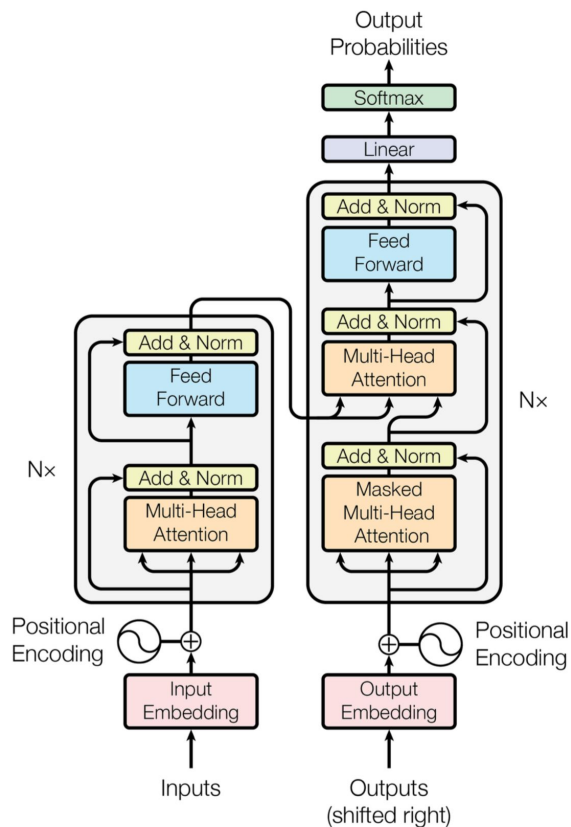 Output
Probabilities
Softmax
Linear
Add & Norm
Feed
Forward
Add & Norm
Multi-Head
Attention
Add & Norm
Masked
Multi-Head
Attention
N×
Add & Norm
Feed
Forward
Add & Norm
Multi-Head
Attention
N×
Positional
Encoding
Positional
Encoding
Input
Embedding
Output
Embedding
Inputs
Outputs
(shifted right)